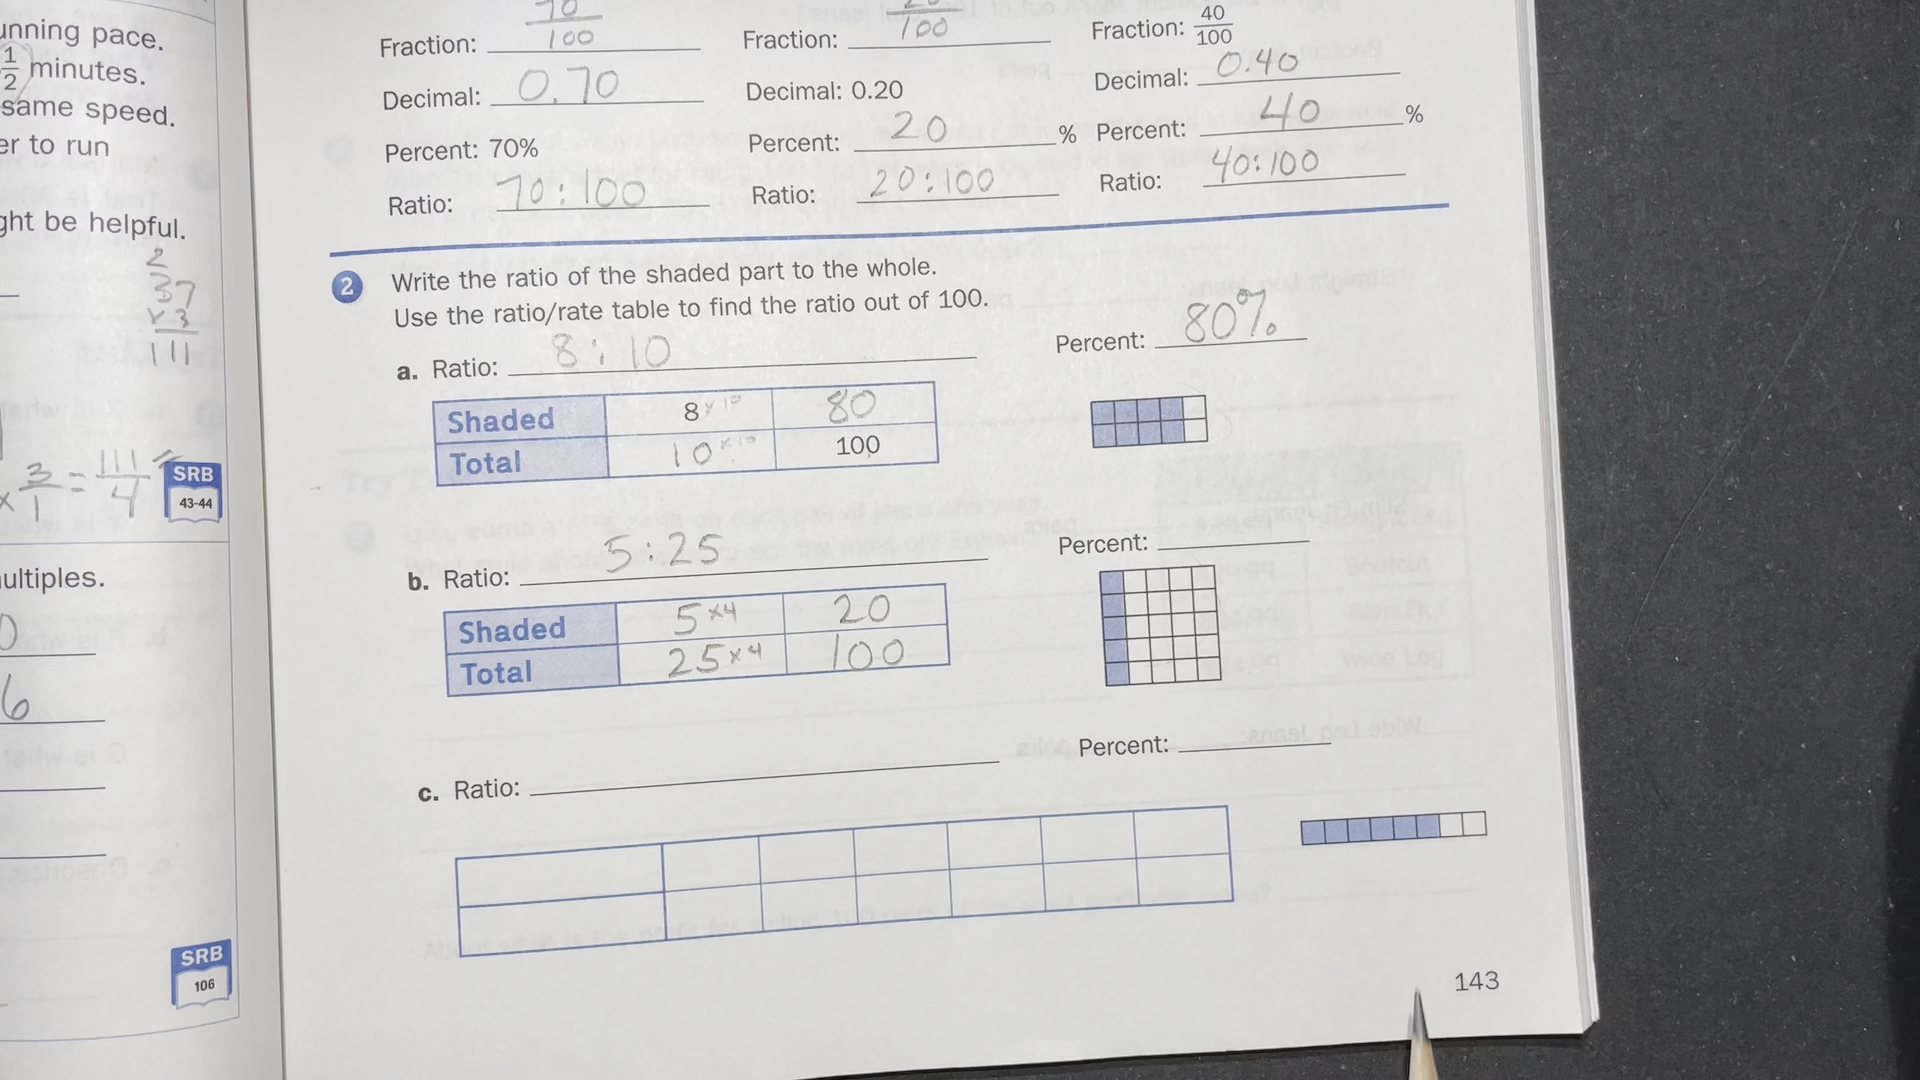 unning pace.
1/2 minutes.
same speed.
er to run
ght be helpful.
2
37
x 3
111
x 3/1 = 111/4
SRB
43-44
ultiples.
0
6
SRB
106
Fraction: 70/100
Decimal: 0.70
Percent: 70%
Ratio: 70:100
Fraction: 20/100
Decimal: 0.20
Percent: 20 %
Ratio: 20:100
Fraction: 40/100
Decimal: 0.40
Percent: 40 %
Ratio: 40:100
2 Write the ratio of the shaded part to the whole.
Use the ratio/rate table to find the ratio out of 100.
a. Ratio: 8:10 Percent: 80%
Shaded 8 x 10 80
Total 10 x 10 100
b. Ratio: 5:25 Percent:
Shaded 5 x4 20
Total 25 x4 100
c. Ratio: Percent:
143